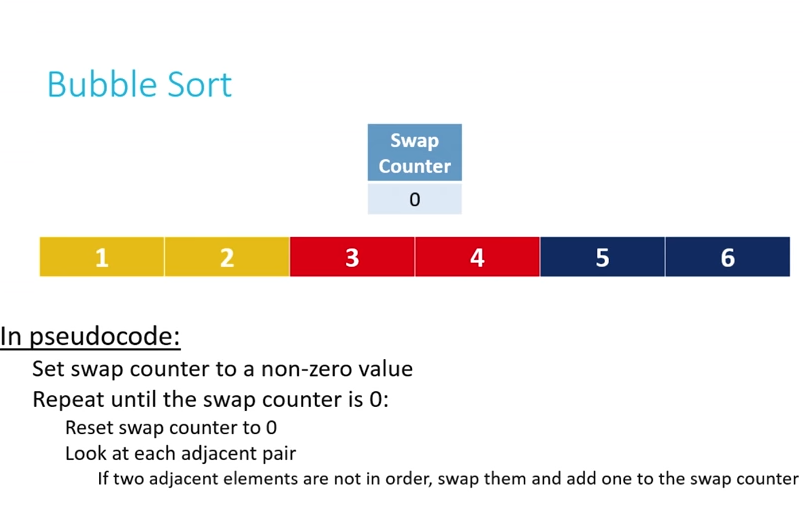 Bubble Sort
Swap
Counter
0
1 2 3 4 5 6
In pseudocode:
Set swap counter to a non-zero value
Repeat until the swap counter is 0:
Reset swap counter to 0
Look at each adjacent pair
If two adjacent elements are not in order, swap them and add one to the swap counter